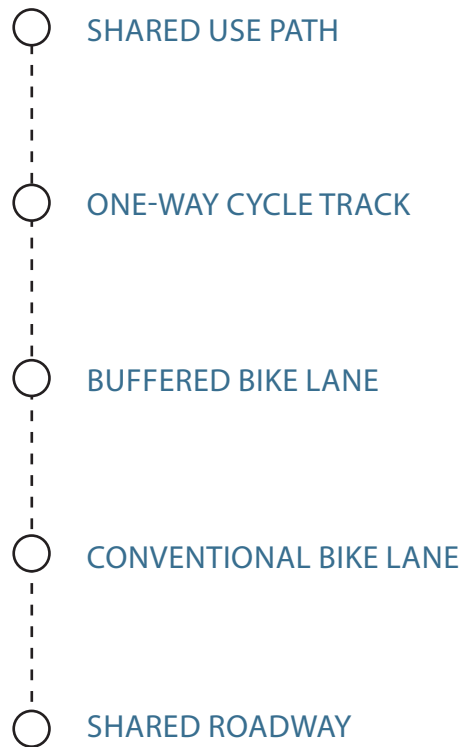 SHARED USE PATH
ONE-WAY CYCLE TRACK
BUFFERED BIKE LANE
CONVENTIONAL BIKE LANE
SHARED ROADWAY